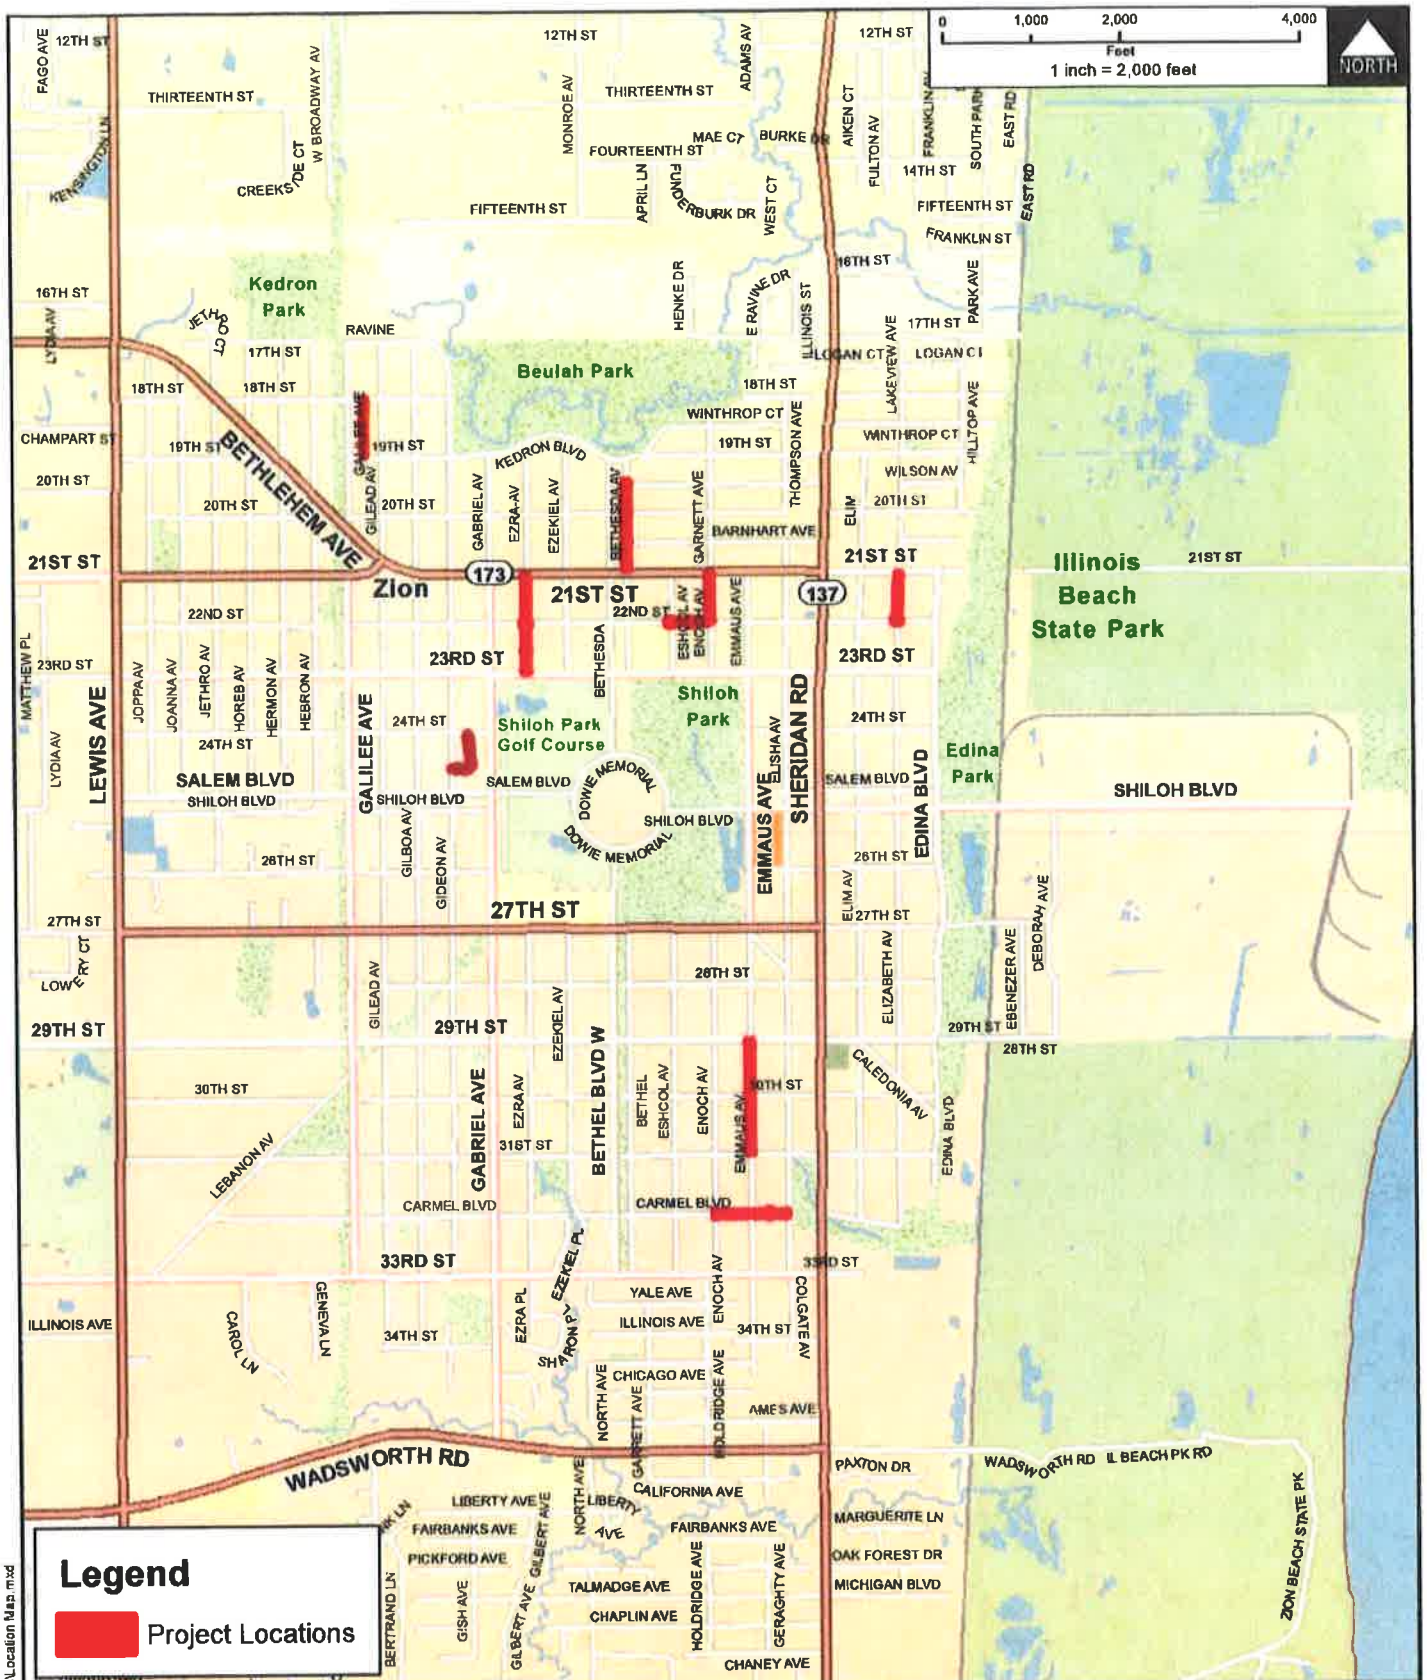 0 1,000 2,000 4,000
Feet
1 inch = 2,000 feet
NORTH
FAGO AVE
12TH ST
12TH ST
ADAMS AV
12TH ST
THIRTEENTH ST
W BROADWAY AV
MONROE AV
THIRTEENTH ST
AIKEN CT
FULTON AV
FRANKLIN AV
SOUTH PARK
EAST RD
KENSINGTON LN
CREEKSIDE CT
MAE CT
BURKE DR
FOURTEENTH ST
14TH ST
APRIL LN
FUNDERBURK DR
WEST CT
FIFTEENTH ST
FIFTEENTH ST
EAST RD
FRANKLIN ST
16TH ST
Kedron
Park
16TH ST
LYDIA AV
JETHRO CT
RAVINE
17TH ST
HENKE DR
E RAVINE DR
ILLINOIS ST
PARK AVE
17TH ST
LOGAN CT
LOGAN CT
LAKEVIEW AVE
Beulah Park
18TH ST
18TH ST
18TH ST
WINTHROP CT
HILLTOP AVE
GALILEE AVE
CHAMPART ST
19TH ST
BETHLEHEM AVE
19TH ST
KEDRON BLVD
19TH ST
THOMPSON AVE
WINTHROP CT
WILSON AV
20TH ST
20TH ST
GILEAD AV
20TH ST
GABRIEL AV
EZRA AV
EZEKIEL AV
BETHESDA AV
GARNETT AVE
BARNHART AVE
ELIM
20TH ST
21ST ST
21ST ST
Illinois
Beach
State Park
21ST ST
Zion
173
21ST ST
137
22ND ST
22ND ST
ESHCOL AV
ENOCH AV
EMMAUS AVE
MATTHEW PL
23RD ST
23RD ST
23RD ST
BETHESDA
JOPPA AV
JOANNA AV
JETHRO AV
HOREB AV
HERMON AV
HEBRON AV
LEWIS AVE
GALILEE AVE
24TH ST
Shiloh
Park
24TH ST
24TH ST
Shiloh Park
Golf Course
ELISHA AV
SHERIDAN RD
EDINA BLVD
Edina
Park
LYDIA AV
SALEM BLVD
SALEM BLVD
SALEM BLVD
SHILOH BLVD
SHILOH BLVD
SHILOH BLVD
SHILOH BLVD
DOWIE MEMORIAL
DOWIE MEMORIAL
EMMAUS AVE
GILBOA AV
GIDEON AV
26TH ST
26TH ST
27TH ST
27TH ST
27TH ST
ELIM AV
ELIZABETH AV
EBENEZER AVE
DEBORAH AVE
LOWERY CT
28TH ST
GILEAD AV
29TH ST
29TH ST
EZEKIEL AV
29TH ST
28TH ST
30TH ST
30TH ST
GABRIEL AVE
EZRA AV
BETHEL BLVD W
BETHEL
ESHCOL AV
ENOCH AV
EMMAUS AV
CALEDONIA AV
EDINA BLVD
LEBANON AV
31ST ST
CARMEL BLVD
CARMEL BLVD
33RD ST
33RD ST
EZEKIEL PL
ENOCH AV
YALE AVE
ILLINOIS AVE
CAROL LN
GENEVA LN
34TH ST
EZRA PL
SHARON PL
ILLINOIS AVE
34TH ST
COLGATE AV
CHICAGO AVE
NORTH AVE
GARRETT AVE
HOLDRIDGE AVE
AMES AVE
WADSWORTH RD
PAXTON DR
WADSWORTH RD
IL BEACH PK RD
CALIFORNIA AVE
LIBERTY AVE
NORTH AVE
LIBERTY
AVE
MARGUERITE LN
FAIRBANKS AVE
GILBERT AVE
FAIRBANKS AVE
PICKFORD AVE
OAK FOREST DR
TALMADGE AVE
MICHIGAN BLVD
CHAPLIN AVE
BERTRAND LN
GISH AVE
GILBERT AVE
HOLDRIDGE AVE
GERAGHTY AVE
ZION BEACH STATE PK
CHANEY AVE
Legend
Project Locations
Location Map.mxd